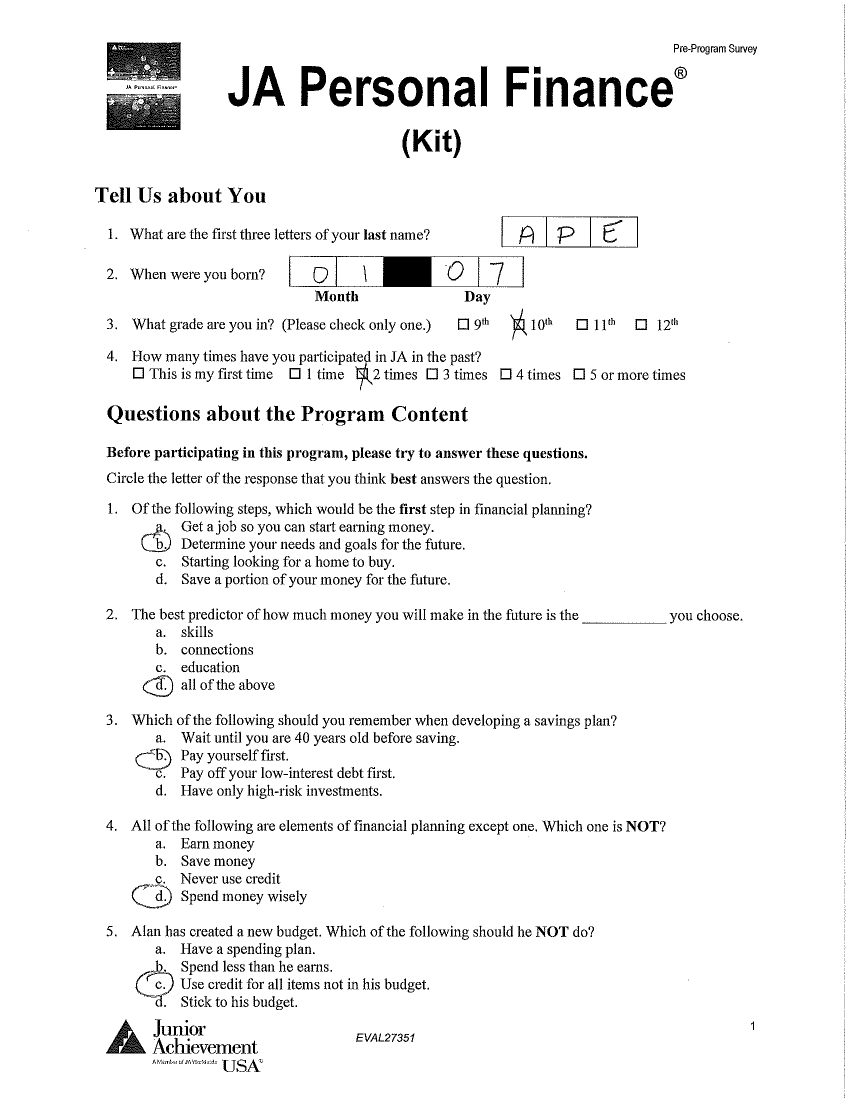 Pre-Program Survey
JA Personal Finance®
JA Personal Finance®
(Kit)
Tell Us about You
1. What are the first three letters of your last name? A P E
2. When were you born? 0 1 0 7
Month Day
3. What grade are you in? (Please check only one.) ☐ 9th ☒ 10th ☐ 11th ☐ 12th
4. How many times have you participated in JA in the past?
☐ This is my first time ☐ 1 time ☒ 2 times ☐ 3 times ☐ 4 times ☐ 5 or more times
Questions about the Program Content
Before participating in this program, please try to answer these questions.
Circle the letter of the response that you think best answers the question.
1. Of the following steps, which would be the first step in financial planning?
a. Get a job so you can start earning money.
b. Determine your needs and goals for the future.
c. Starting looking for a home to buy.
d. Save a portion of your money for the future.
2. The best predictor of how much money you will make in the future is the ___________ you choose.
a. skills
b. connections
c. education
d. all of the above
3. Which of the following should you remember when developing a savings plan?
a. Wait until you are 40 years old before saving.
b. Pay yourself first.
c. Pay off your low-interest debt first.
d. Have only high-risk investments.
4. All of the following are elements of financial planning except one. Which one is NOT?
a. Earn money
b. Save money
c. Never use credit
d. Spend money wisely
5. Alan has created a new budget. Which of the following should he NOT do?
a. Have a spending plan.
b. Spend less than he earns.
c. Use credit for all items not in his budget.
d. Stick to his budget.
Junior
Achievement
A Member of JA Worldwide
USA®
EVAL27351
1